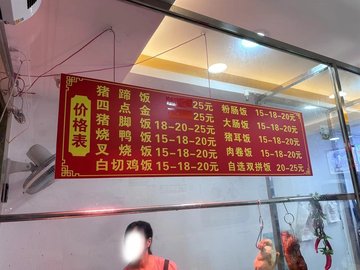 价格表
猪蹄饭 25元
四点金 25元
猪脚饭 18-20-25元
烧鸭饭 15-18-20元
叉烧饭 15-18-20元
白切鸡饭 15-18-20元
粉肠饭 15-18-20元
大肠饭 15-18-20元
猪耳饭 15-18-20元
肉卷饭 15-18-20元
自选双拼饭 20-25元